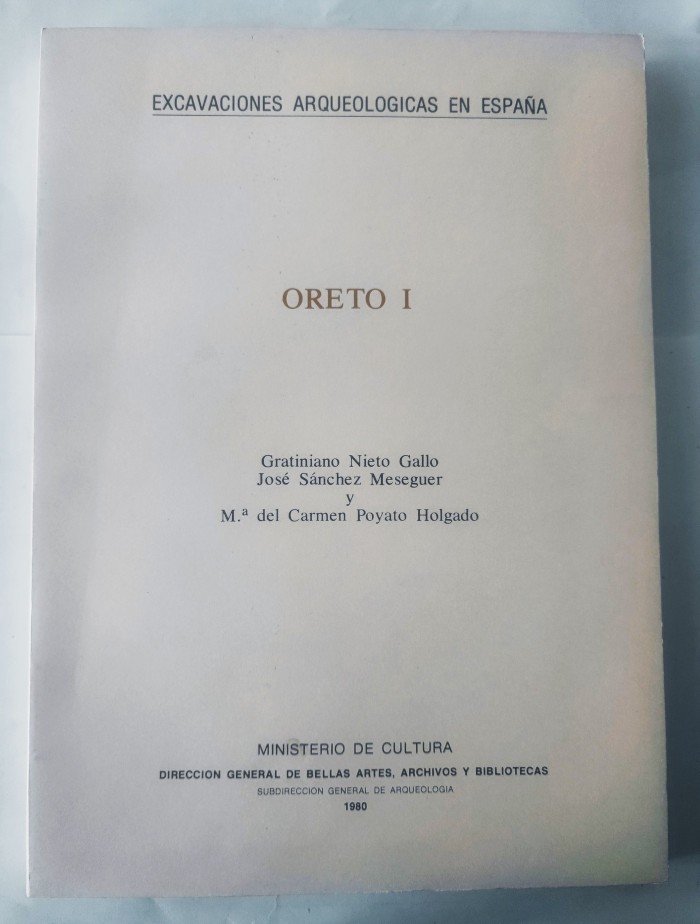 EXCAVACIONES ARQUEOLOGICAS EN ESPAÑA
ORETO I
Gratiniano Nieto Gallo
José Sánchez Meseguer
y
M.ª del Carmen Poyato Holgado
MINISTERIO DE CULTURA
DIRECCION GENERAL DE BELLAS ARTES, ARCHIVOS Y BIBLIOTECAS
SUBDIRECCION GENERAL DE ARQUEOLOGIA
1980